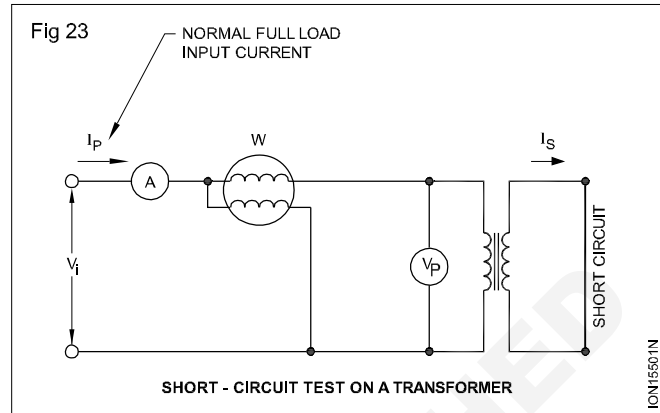 Fig 23
NORMAL FULL LOAD
INPUT CURRENT
IP
W
IS
A
Vi
VP
SHORT CIRCUIT
SHORT - CIRCUIT TEST ON A TRANSFORMER
ION15501N